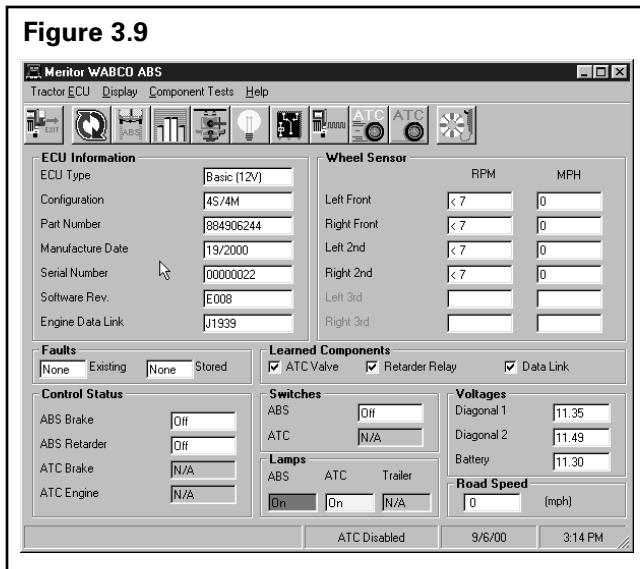 Figure 3.9
Meritor WABCO ABS
Tractor ECU Display Component Tests Help
EXIT ABS ATC ATC
ECU Information
ECU Type Basic (12V)
Configuration 4S/4M
Part Number 884906244
Manufacture Date 19/2000
Serial Number 00000022
Software Rev. E008
Engine Data Link J1939
Wheel Sensor
RPM MPH
Left Front < 7 0
Right Front < 7 0
Left 2nd < 7 0
Right 2nd < 7 0
Left 3rd
Right 3rd
Faults
None Existing None Stored
Learned Components
ATC Valve Retarder Relay Data Link
Control Status
ABS Brake Off
ABS Retarder Off
ATC Brake N/A
ATC Engine N/A
Switches
ABS Off
ATC N/A
Lamps
ABS ATC Trailer
On On N/A
Voltages
Diagonal 1 11.35
Diagonal 2 11.49
Battery 11.30
Road Speed
0 (mph)
ATC Disabled 9/6/00 3:14 PM